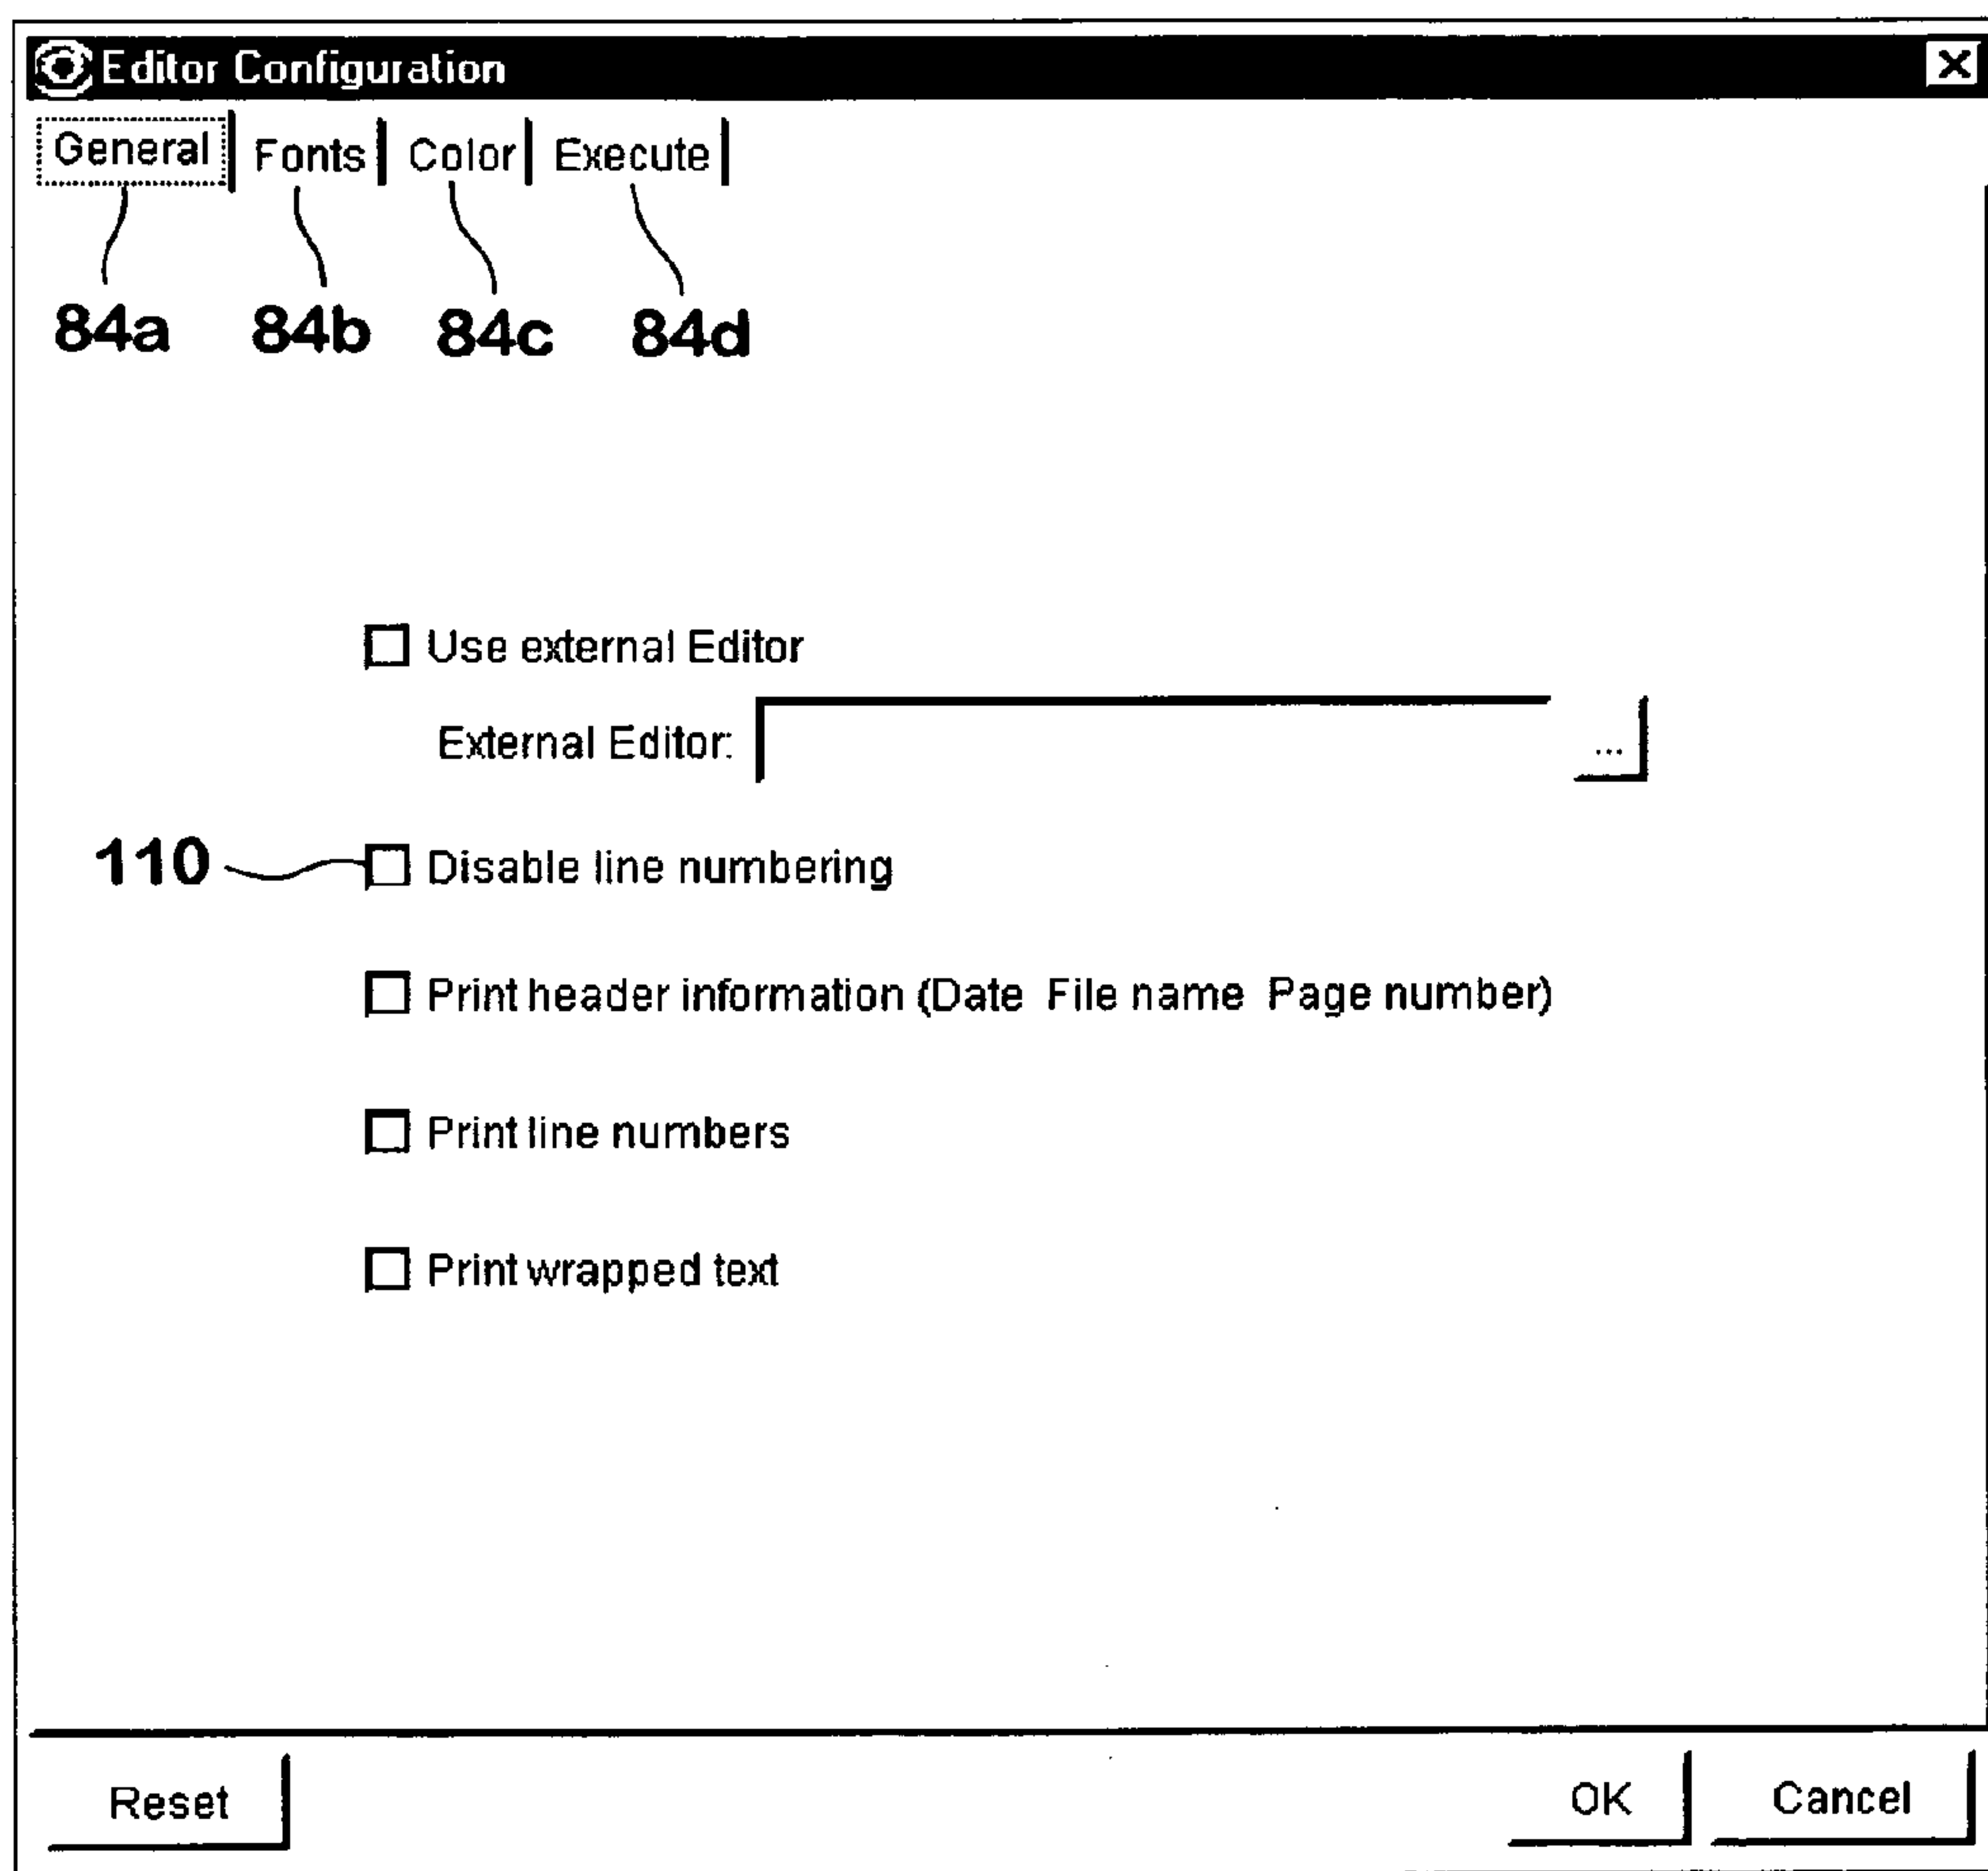 Editor Configuration
General Fonts Color Execute
84a 84b 84c 84d
Use external Editor
External Editor: ...
110 Disable line numbering
Print header information (Date File name Page number)
Print line numbers
Print wrapped text
Reset OK Cancel